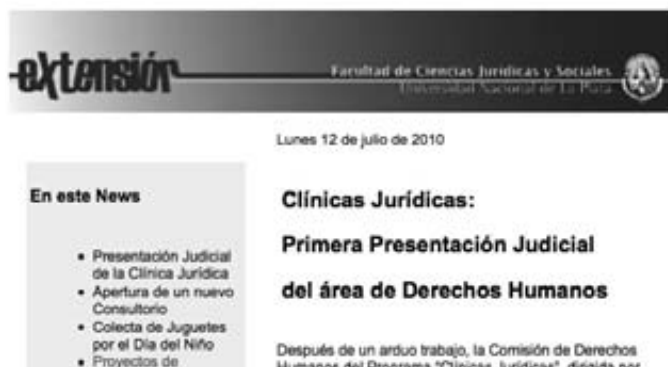 extensión
Facultad de Ciencias Jurídicas y Sociales
Universidad Nacional de La Plata
Lunes 12 de julio de 2010
En este News
• Presentación Judicial
de la Clínica Jurídica
• Apertura de un nuevo
Consultorio
• Colecta de Juguetes
por el Día del Niño
• Proyectos de
Clínicas Jurídicas:
Primera Presentación Judicial
del área de Derechos Humanos
Después de un arduo trabajo, la Comisión de Derechos
Humanos del Programa "Clínicas Jurídicas", dirigida por